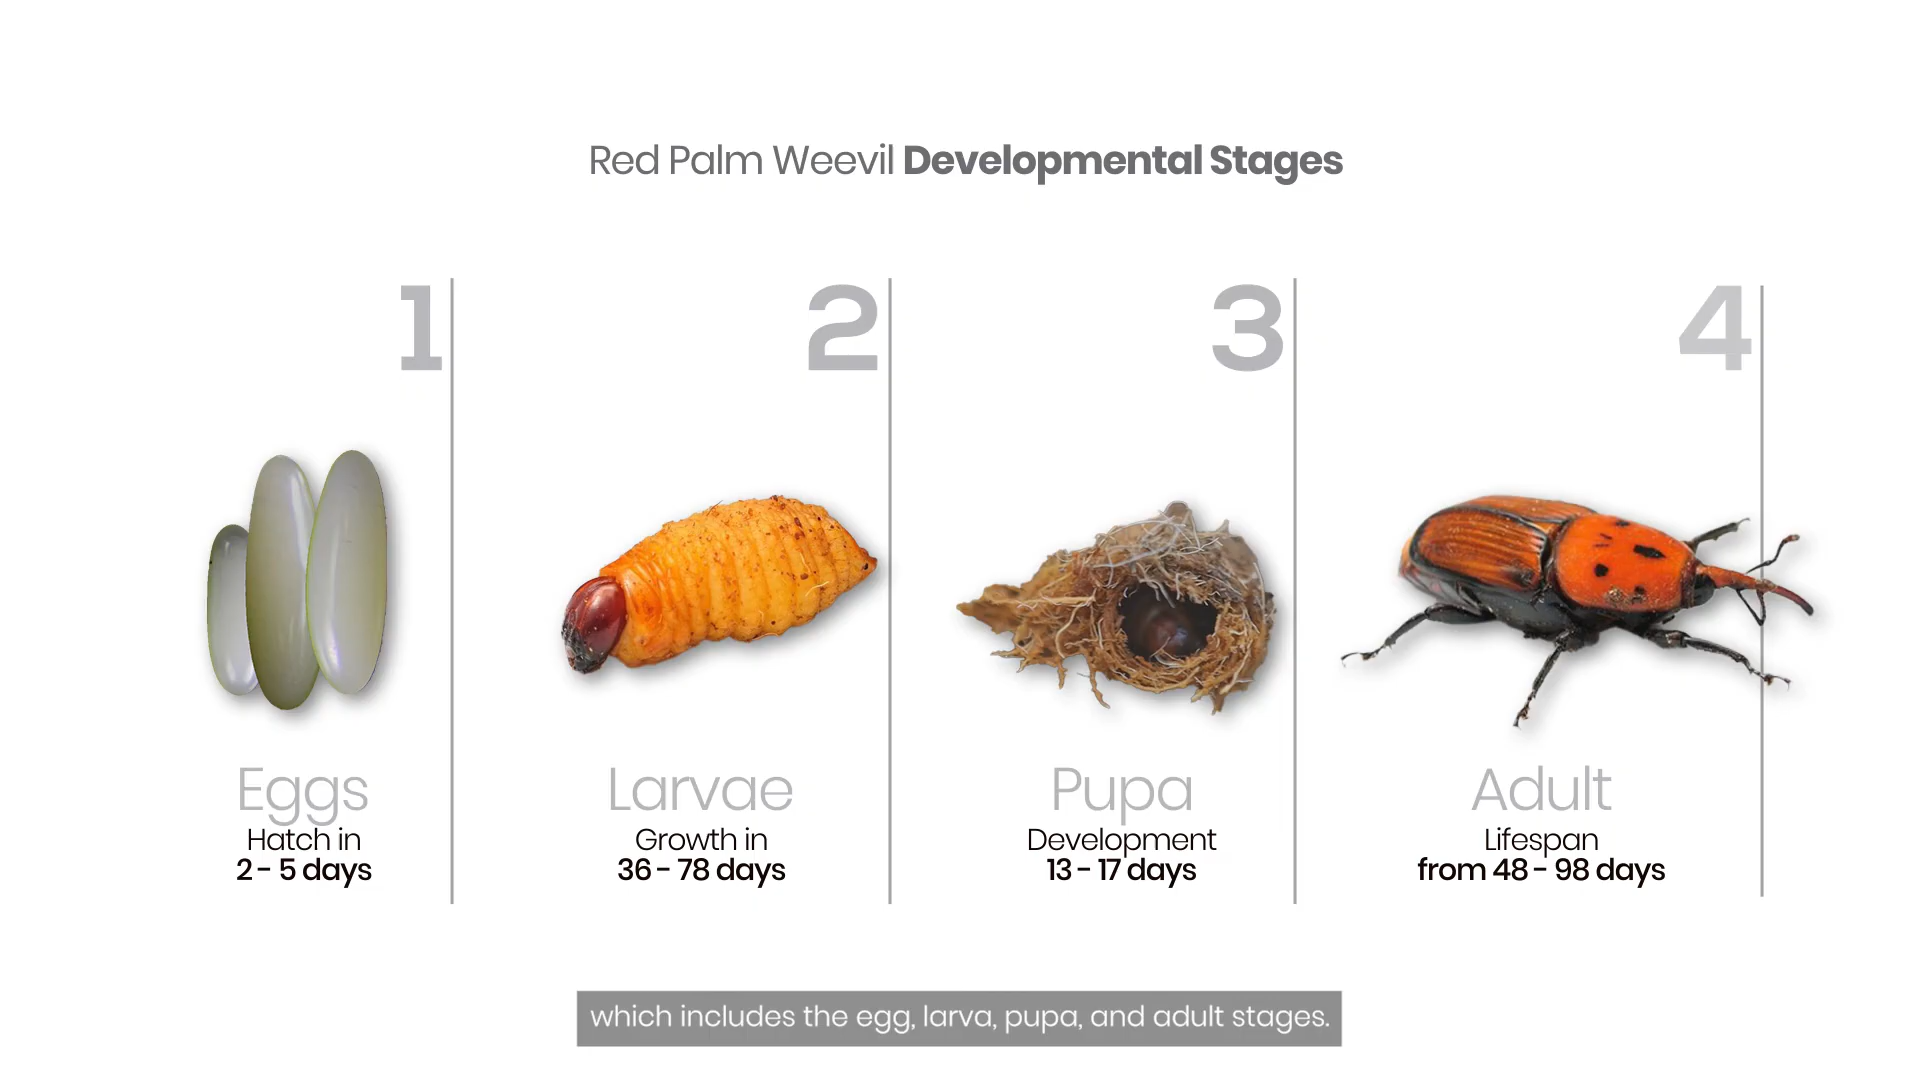 Red Palm Weevil Developmental Stages
1
2
3
4
Eggs
Hatch in
2 - 5 days
Larvae
Growth in
36 - 78 days
Pupa
Development
13 - 17 days
Adult
Lifespan
from 48 - 98 days
which includes the egg, larva, pupa, and adult stages.